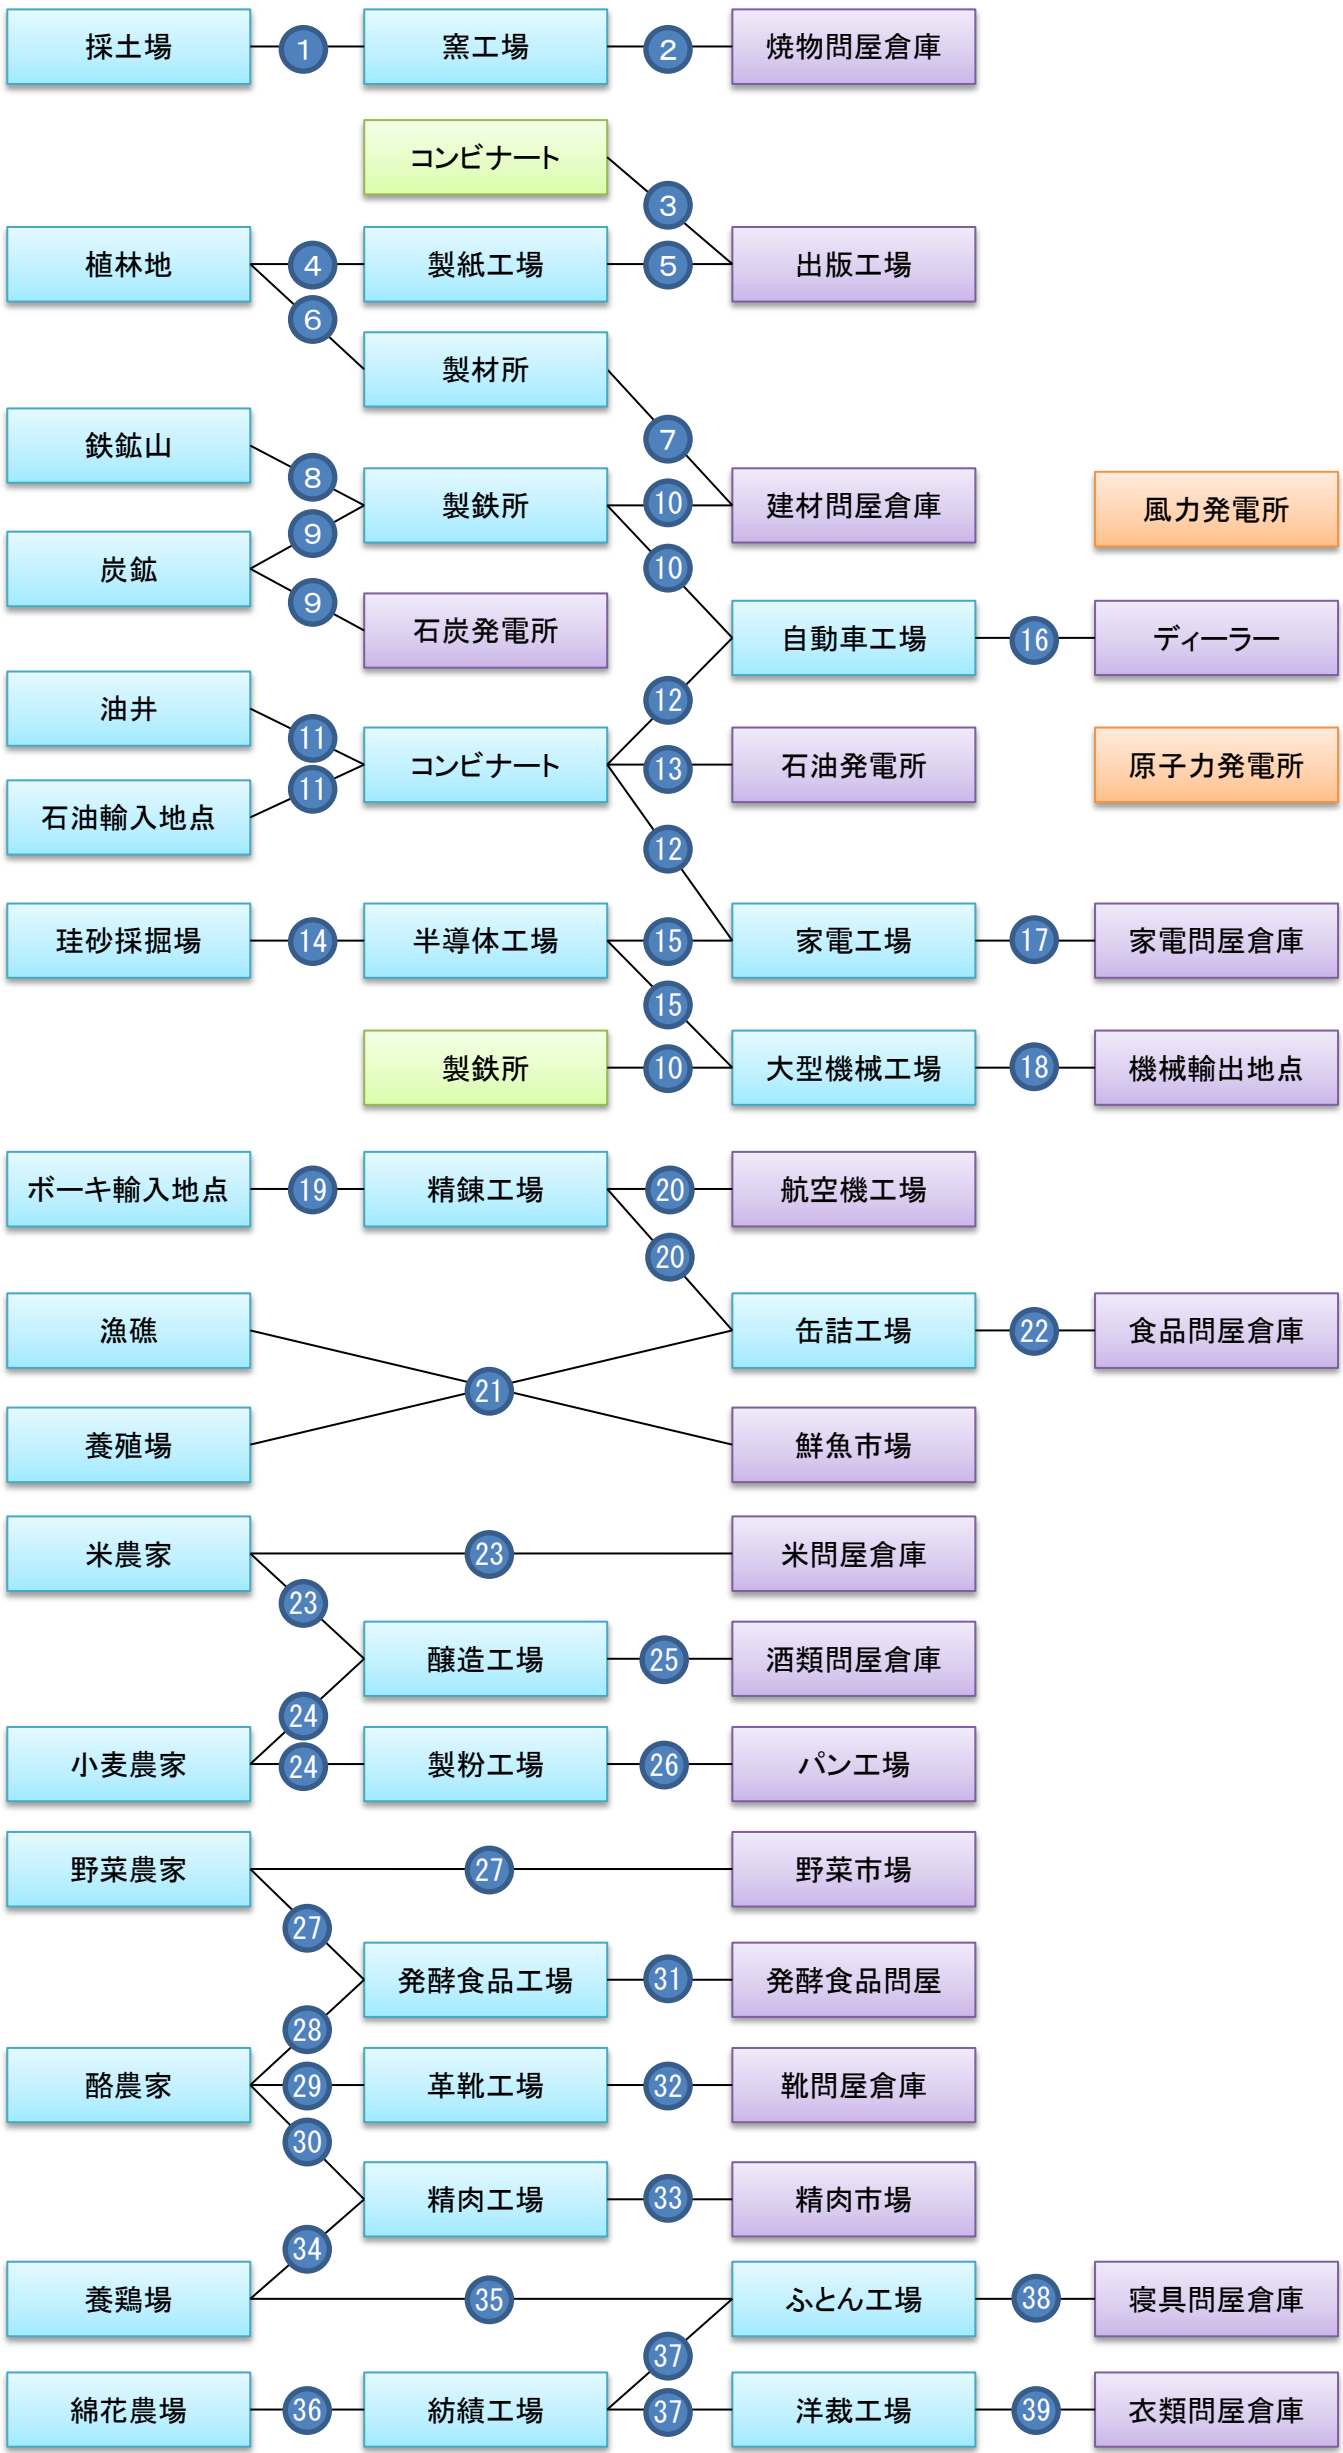 採土場 1 窯工場 2 焼物問屋倉庫
コンビナート
3
植林地 4 製紙工場 5 出版工場
6
製材所
7
鉄鉱山
8
製鉄所 10 建材問屋倉庫 風力発電所
9
炭鉱 10
9
石炭発電所 自動車工場 16 ディーラー
油井 12
11
コンビナート 13 石油発電所 原子力発電所
11
石油輸入地点
12
珪砂採掘場 14 半導体工場 15 家電工場 17 家電問屋倉庫
15
製鉄所 10 大型機械工場 18 機械輸出地点
ボーキ輸入地点 19 精錬工場 20 航空機工場
20
漁礁 缶詰工場 22 食品問屋倉庫
21
養殖場 鮮魚市場
米農家 23 米問屋倉庫
23
醸造工場 25 酒類問屋倉庫
24
小麦農家 24 製粉工場 26 パン工場
野菜農家 27 野菜市場
27
発酵食品工場 31 発酵食品問屋
28
酪農家 29 革靴工場 32 靴問屋倉庫
30
精肉工場 33 精肉市場
34
養鶏場 35 ふとん工場 38 寝具問屋倉庫
37
綿花農場 36 紡績工場 37 洋裁工場 39 衣類問屋倉庫